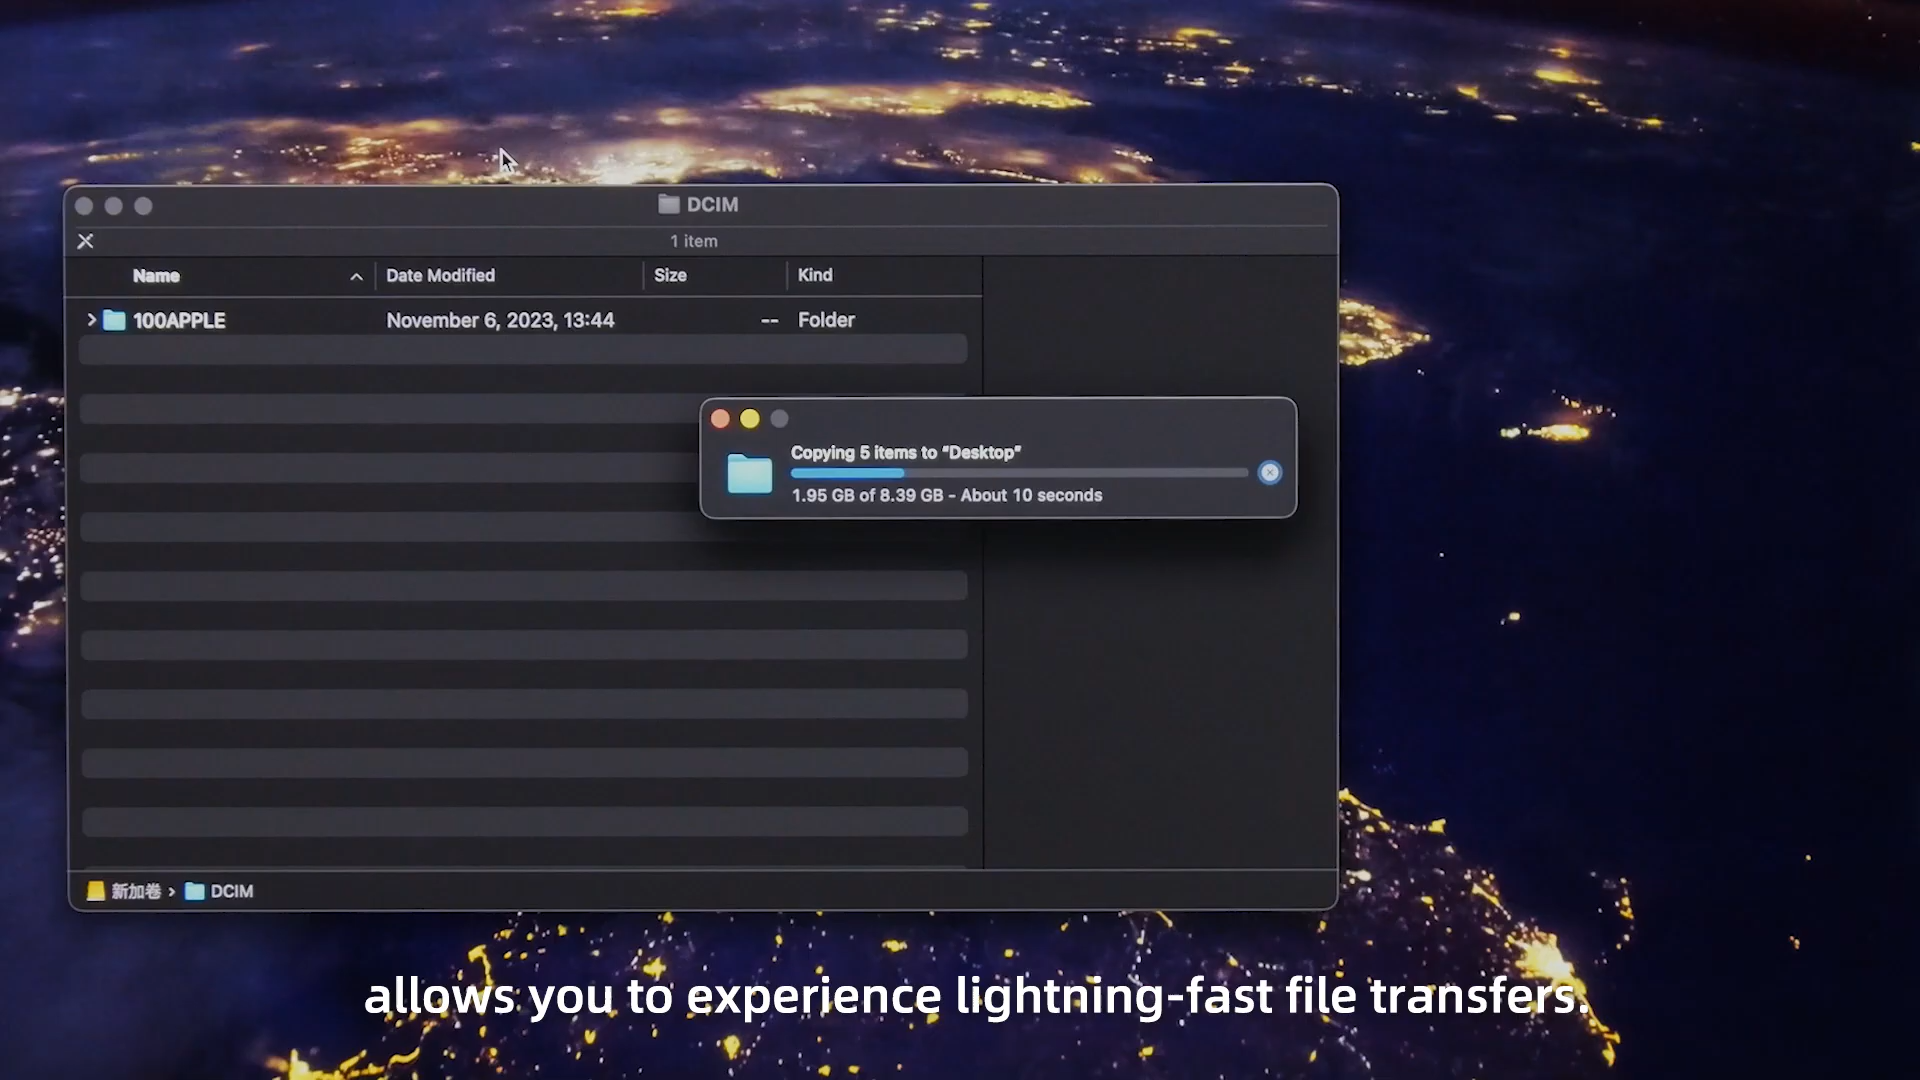 DCIM
1 item
Name
Date Modified
Size
Kind
100APPLE
November 6, 2023, 13:44
--
Folder
Copying 5 items to “Desktop”
1.95 GB of 8.39 GB - About 10 seconds
新加卷 › DCIM
allows you to experience lightning-fast file transfers.